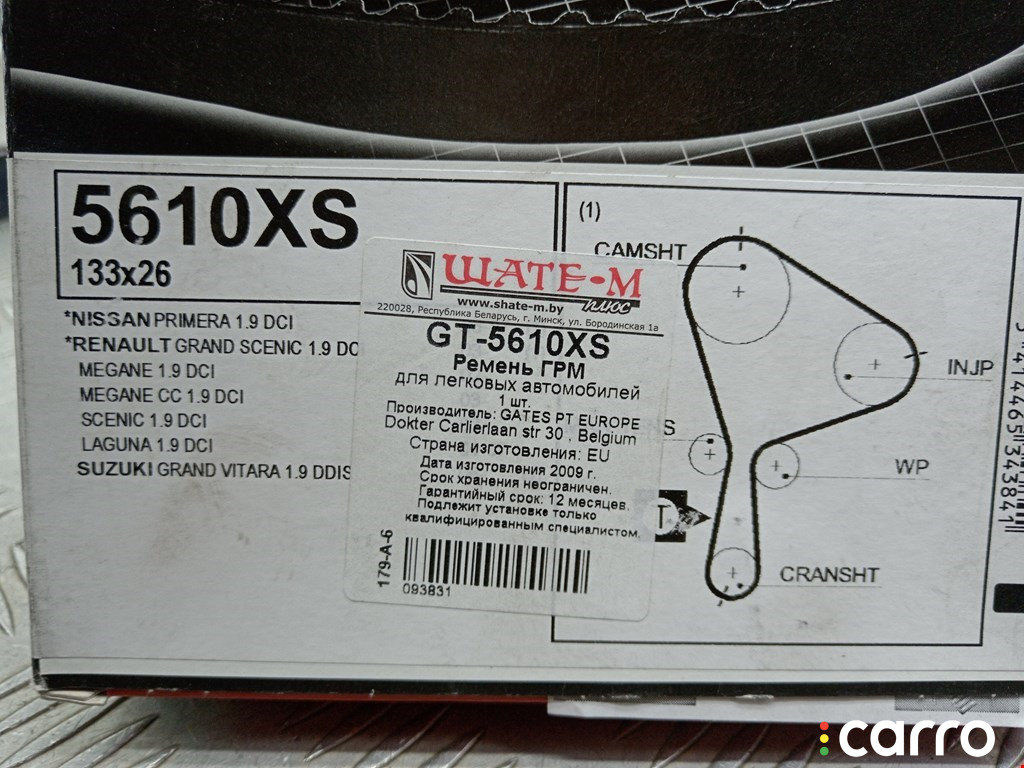 5610XS
133x26
*NISSAN PRIMERA 1.9 DCI
*RENAULT GRAND SCENIC 1.9 DC
MEGANE 1.9 DCI
MEGANE CC 1.9 DCI
SCENIC 1.9 DCI
LAGUNA 1.9 DCI
SUZUKI GRAND VITARA 1.9 DDIS
ШАТЕ-М
плюс
www.shate-m.by
220028, Республика Беларусь, г. Минск, ул. Бородинская 1а
GT-5610XS
Ремень ГРМ
для легковых автомобилей
1 шт.
Производитель: GATES PT EUROPE
Dokter Carlierlaan str 30 , Belgium
Страна изготовления: EU
Дата изготовления 2009 г.
Срок хранения неограничен.
Гарантийный срок: 12 месяцев.
Подлежит установке только
квалифицированным специалистом.
179-A-6
093831
(1)
CAMSHT
INJP
S
WP
T
CRANSHT
5 414465 343841
carro